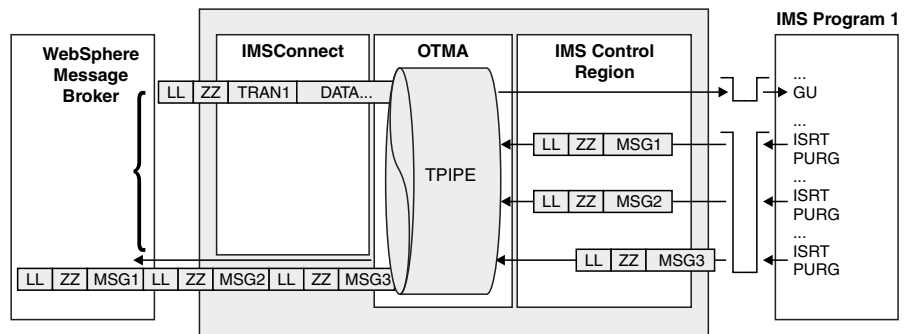 WebSphere
Message
Broker
IMSConnect
OTMA
IMS Control
Region
IMS Program 1
LL ZZ TRAN1 DATA...
...
GU
TPIPE
LL ZZ MSG1
...
ISRT
PURG
LL ZZ MSG2
...
ISRT
PURG
LL ZZ MSG3
...
ISRT
PURG
LL ZZ MSG1 LL ZZ MSG2 LL ZZ MSG3